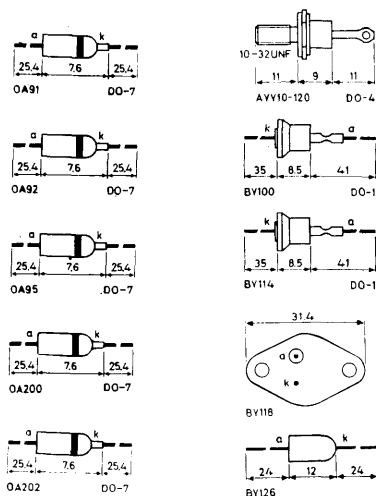 a k
25.4 7.6 25.4
OA91 DO-7
a k
25.4 7.6 25.4
OA92 DO-7
a k
25.4 7.6 25.4
OA95 DO-7
a k
25.4 7.6 25.4
OA200 DO-7
a k
25.4 7.6 25.4
OA202 DO-7
10-32UNF
11 9 11
AYY10-120 DO-4
k a
35 8.5 41
BY100 DO-1
k a
35 8.5 41
BY114 DO-1
31.4
a
k
BY118
a k
24 12 24
BY126